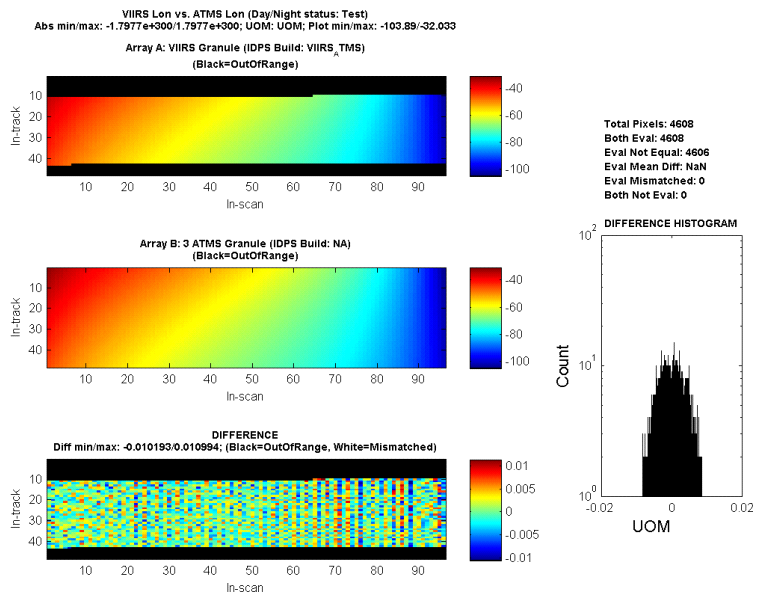 VIIRS Lon vs. ATMS Lon (Day/Night status: Test)
Abs min/max: -1.7977e+300/1.7977e+300; UOM: UOM; Plot min/max: -103.89/-32.033
Array A: VIIRS Granule (IDPS Build: VIIRS_ATMS)
(Black=OutOfRange)
10
20
30
40
In-track
10 20 30 40 50 60 70 80 90
In-scan
-40
-60
-80
-100
Array B: 3 ATMS Granule (IDPS Build: NA)
(Black=OutOfRange)
10
20
30
40
In-track
10 20 30 40 50 60 70 80 90
In-scan
-40
-60
-80
-100
DIFFERENCE
Diff min/max: -0.010193/0.010994; (Black=OutOfRange, White=Mismatched)
10
20
30
40
In-track
10 20 30 40 50 60 70 80 90
In-scan
0.01
0.005
0
-0.005
-0.01
Total Pixels: 4608
Both Eval: 4608
Eval Not Equal: 4606
Eval Mean Diff: NaN
Eval Mismatched: 0
Both Not Eval: 0
DIFFERENCE HISTOGRAM
10^2
10^1
10^0
Count
-0.02 0 0.02
UOM